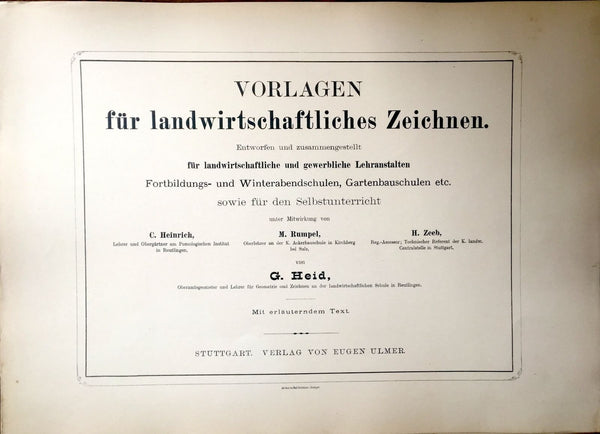 VORLAGEN
für landwirtschaftliches Zeichnen.
Entworfen und zusammengestellt
für landwirtschaftliche und gewerbliche Lehranstalten
Fortbildungs- und Winterabendschulen, Gartenbauschulen etc.
sowie für den Selbstunterricht
unter Mitwirkung von
C. Heinrich,
Lehrer und Obergärtner am Pomologischen Institut
in Reutlingen.
M. Rumpel,
Oberlehrer an der K. Ackerbauschule in Kirchberg
bei Sulz,
H. Zeeb,
Reg.-Assessor; Technischer Referent der K. landw.
Centralstelle in Stuttgart.
von
G. Heid,
Oberamtsgeometer und Lehrer für Geometrie und Zeichnen an der landwirtschaftlichen Schule in Reutlingen.
Mit erläuterndem Text.
STUTTGART. VERLAG VON EUGEN ULMER.